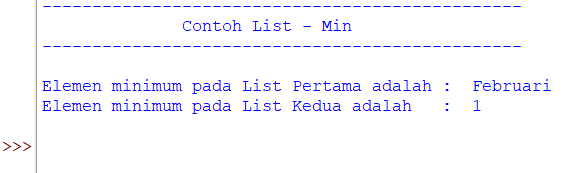 ------------------------------------------------
Contoh List - Min
------------------------------------------------
Elemen minimum pada List Pertama adalah :  Februari
Elemen minimum pada List Kedua adalah   :  1
>>>